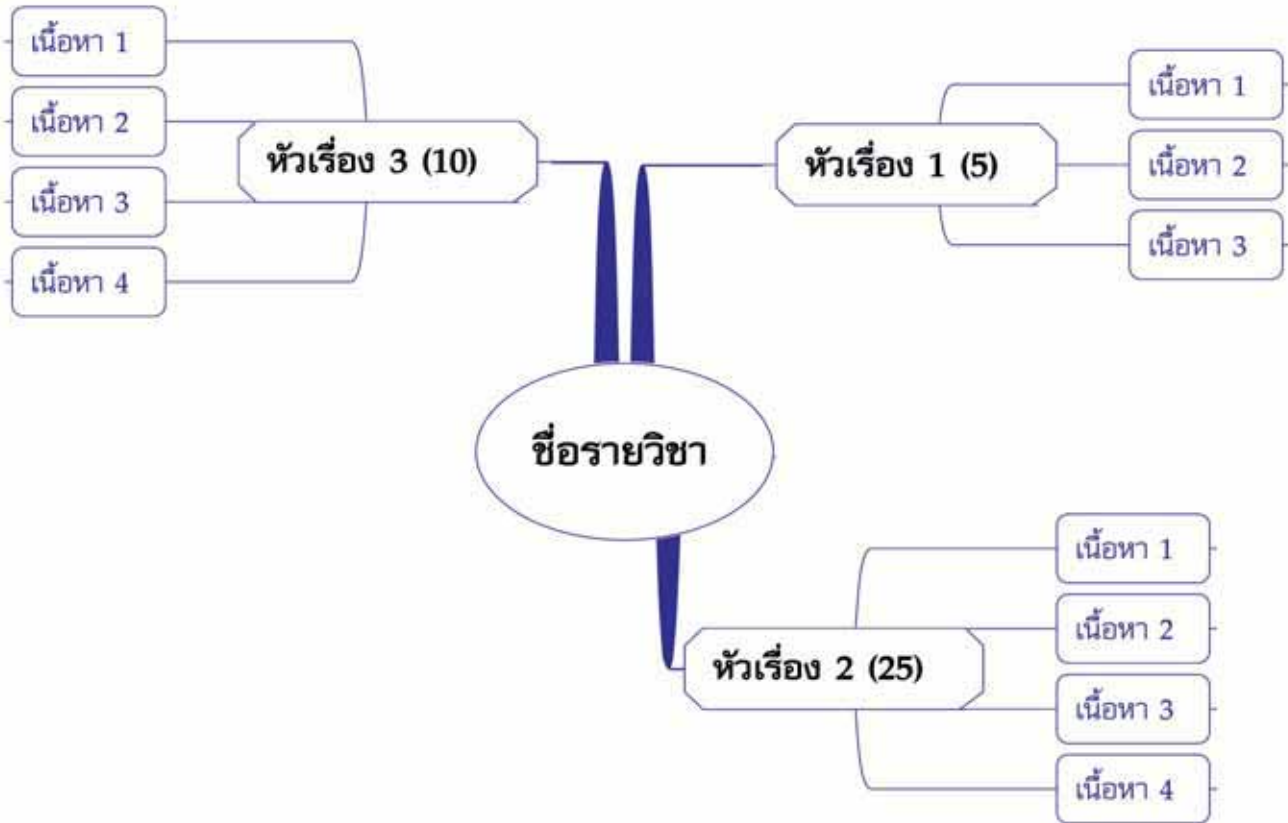 เนื้อหา 1
เนื้อหา 2
เนื้อหา 3
เนื้อหา 4
หัวเรื่อง 3 (10)
หัวเรื่อง 1 (5)
เนื้อหา 1
เนื้อหา 2
เนื้อหา 3
ชื่อรายวิชา
หัวเรื่อง 2 (25)
เนื้อหา 1
เนื้อหา 2
เนื้อหา 3
เนื้อหา 4